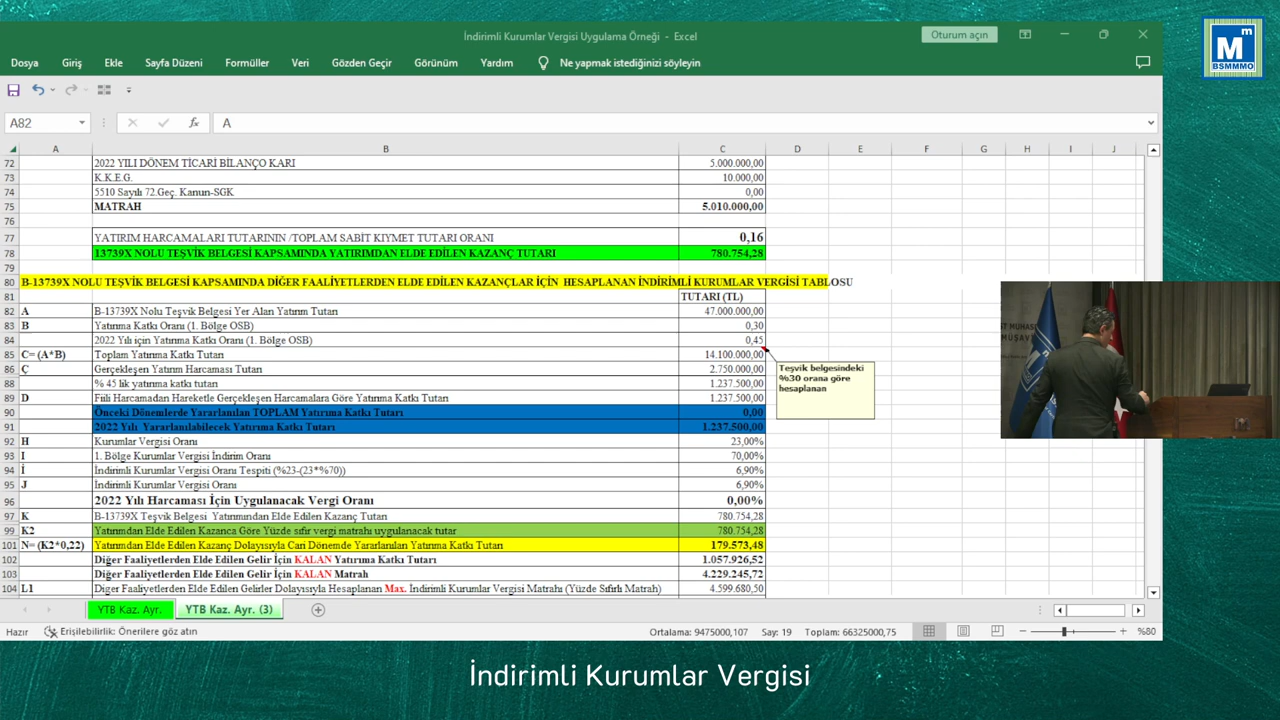 İndirimli Kurumlar Vergisi Uygulama Örneği - Excel
Oturum açın
Mm
BSMMMO
Dosya Giriş Ekle Sayfa Düzeni Formüller Veri Gözden Geçir Görünüm Yardım Ne yapmak istediğinizi söyleyin
A82 fx A
A B C D E F G H I J
72 2022 YILI DÖNEM TİCARİ BİLANÇO KARI 5.000.000,00
73 K.K.E.G. 10.000,00
74 5510 Sayılı 72.Geç. Kanun-SGK 0,00
75 MATRAH 5.010.000,00
76
77 YATIRIM HARCAMALARI TUTARININ /TOPLAM SABİT KIYMET TUTARI ORANI 0,16
78 13739X NOLU TEŞVİK BELGESİ KAPSAMINDA YATIRIMDAN ELDE EDİLEN KAZANÇ TUTARI 780.754,28
79
80 B-13739X NOLU TEŞVİK BELGESİ KAPSAMINDA DİĞER FAALİYETLERDEN ELDE EDİLEN KAZANÇLAR İÇİN HESAPLANAN İNDİRİMLİ KURUMLAR VERGİSİ TABLOSU
81 TUTARI (TL)
82 A B-13739X Nolu Teşvik Belgesi Yer Alan Yatırım Tutarı 47.000.000,00
83 B Yatırıma Katkı Oranı (1. Bölge OSB) 0,30
84 2022 Yılı için Yatırıma Katkı Oranı (1. Bölge OSB) 0,45
85 C= (A*B) Toplam Yatırıma Katkı Tutarı 14.100.000,00
86 Ç Gerçekleşen Yatırım Harcaması Tutarı 2.750.000,00
88 % 45 lik yatırıma katkı tutarı 1.237.500,00
89 D Fiili Harcamadan Hareketle Gerçekleşen Harcamalara Göre Yatırıma Katkı Tutarı 1.237.500,00
90 Önceki Dönemlerde Yararlanılan TOPLAM Yatırıma Katkı Tutarı 0,00
91 2022 Yılı Yararlanılabilecek Yatırıma Katkı Tutarı 1.237.500,00
92 H Kurumlar Vergisi Oranı 23,00%
93 I 1. Bölge Kurumlar Vergisi İndirim Oranı 70,00%
94 İ İndirimli Kurumlar Vergisi Oranı Tespiti (%23-(23*%70)) 6,90%
95 J İndirimli Kurumlar Vergisi Oranı 6,90%
96 2022 Yılı Harcaması İçin Uygulanacak Vergi Oranı 0,00%
97 K B-13739X Teşvik Belgesi Yatırımından Elde Edilen Kazanç Tutarı 780.754,28
99 K2 Yatırımdan Elde Edilen Kazanca Göre Yüzde sıfır vergi matrahı uygulanacak tutar 780.754,28
101 N= (K2*0,22) Yatırımdan Elde Edilen Kazanç Dolayısıyla Cari Dönemde Yararlanılan Yatırıma Katkı Tutarı 179.573,48
102 Diğer Faaliyetlerden Elde Edilen Gelir İçin KALAN Yatırıma Katkı Tutarı 1.057.926,52
103 Diğer Faaliyetlerden Elde Edilen Gelir İçin KALAN Matrah 4.229.245,72
104 L1 Diger Faaliyetlerden Elde Edilen Gelirler Dolayısıyla Hesaplanan Max. İndirimli Kurumlar Vergisi Matrahı (Yüzde Sıfırlı Matrah) 4.599.680,50
Teşvik belgesindeki
%30 orana göre
hesaplanan
YTB Kaz. Ayr. YTB Kaz. Ayr. (3)
Hazır Erişilebilirlik: Önerilere göz atın Ortalama: 9475000,107 Say: 19 Toplam: 66325000,75 %80
İndirimli Kurumlar Vergisi